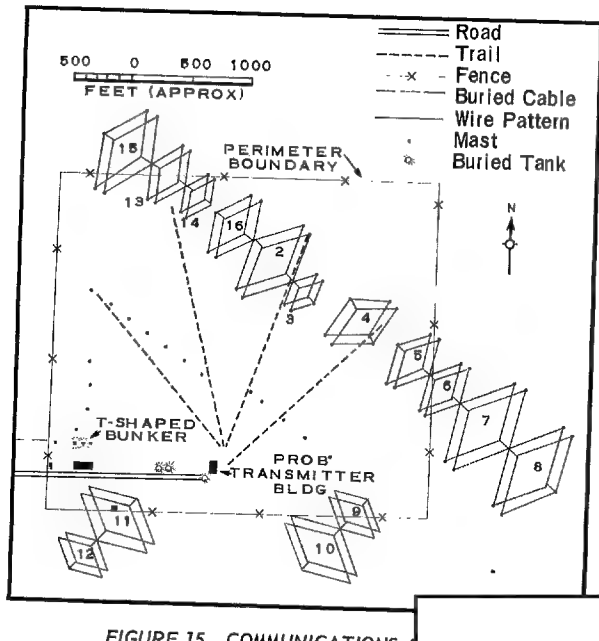 Road
Trail
Fence
Buried Cable
Wire Pattern
Mast
Buried Tank
500 0 500 1000
FEET (APPROX)
PERIMETER
BOUNDARY
N
15
13
14
16
2
3
4
5
6
7
8
T-SHAPED
BUNKER
PROB
TRANSMITTER
BLDG
11
12
9
10
FIGURE 15. COMMUNICATIONS